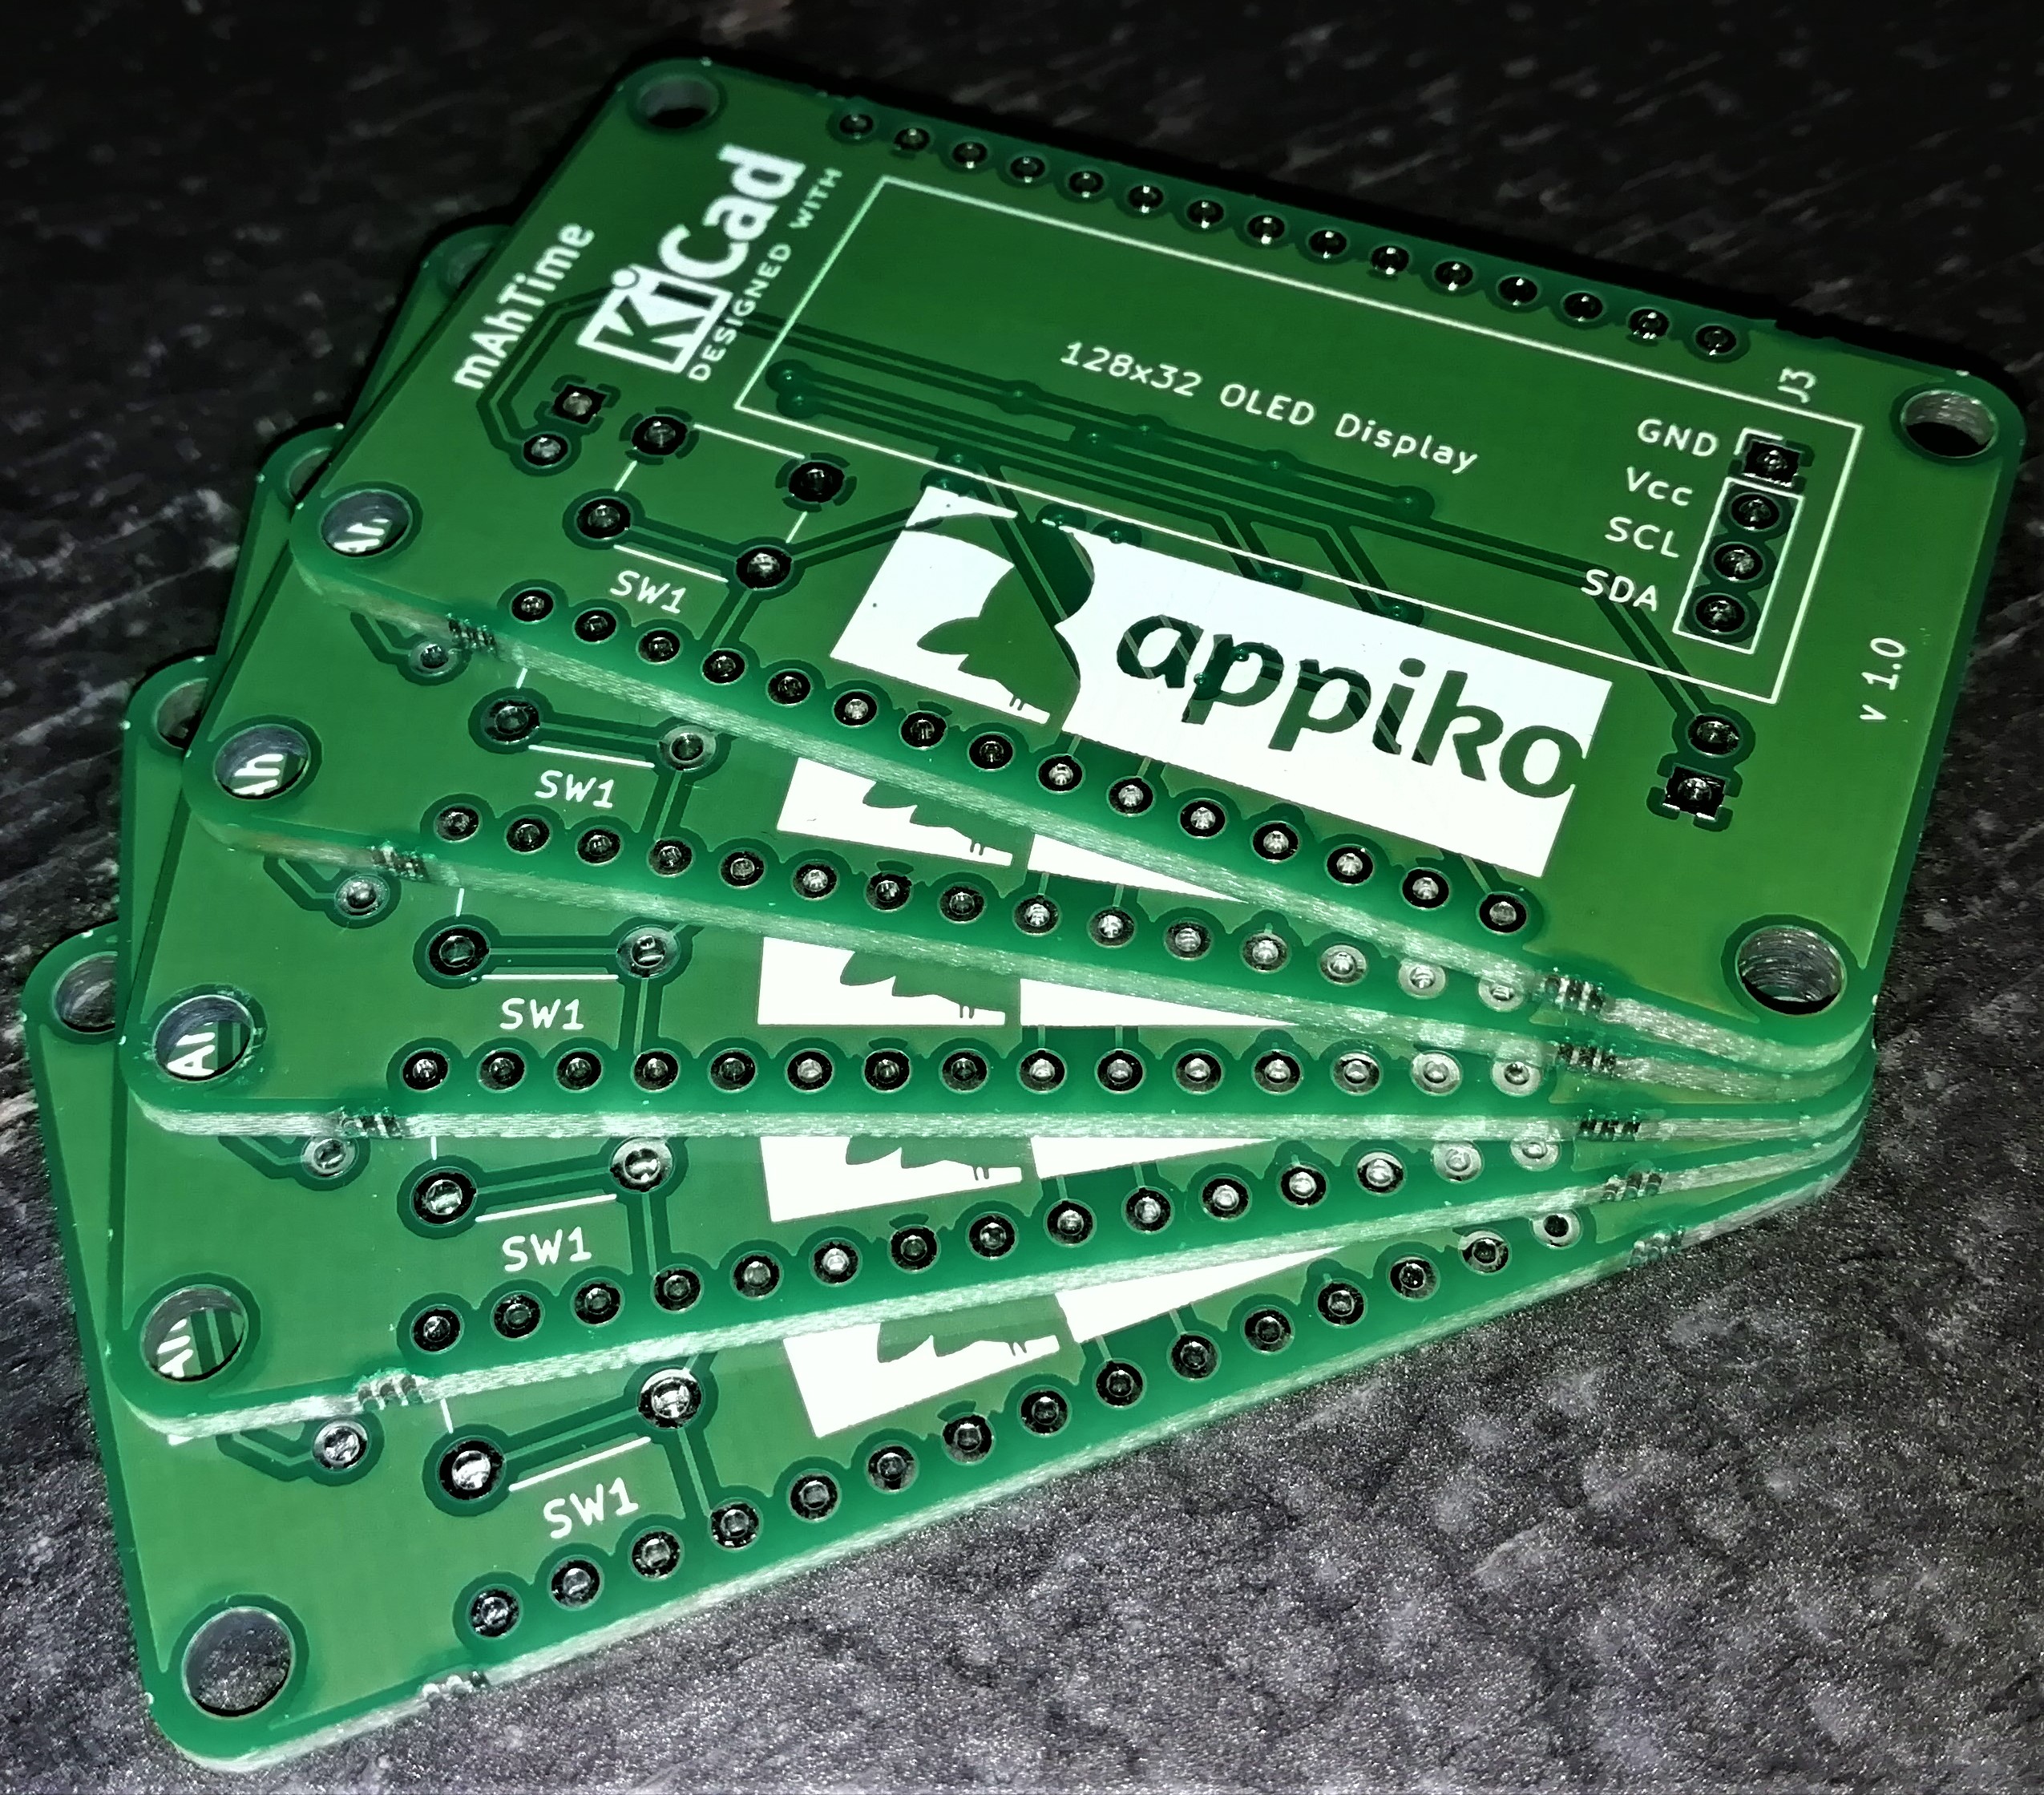 mAhTime
KiCad
DESIGNED WITH
128x32 OLED Display
J3
GND
Vcc
SCL
SDA
v 1.0
SW1
appiko
SW1
SW1
SW1
SW1